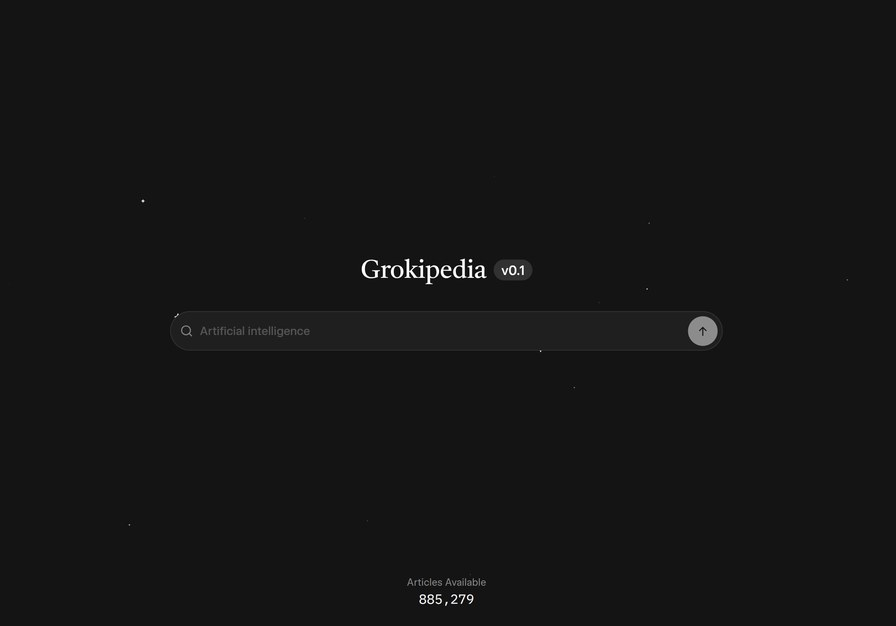 Grokipedia v0.1
Artificial intelligence
Articles Available
885,279